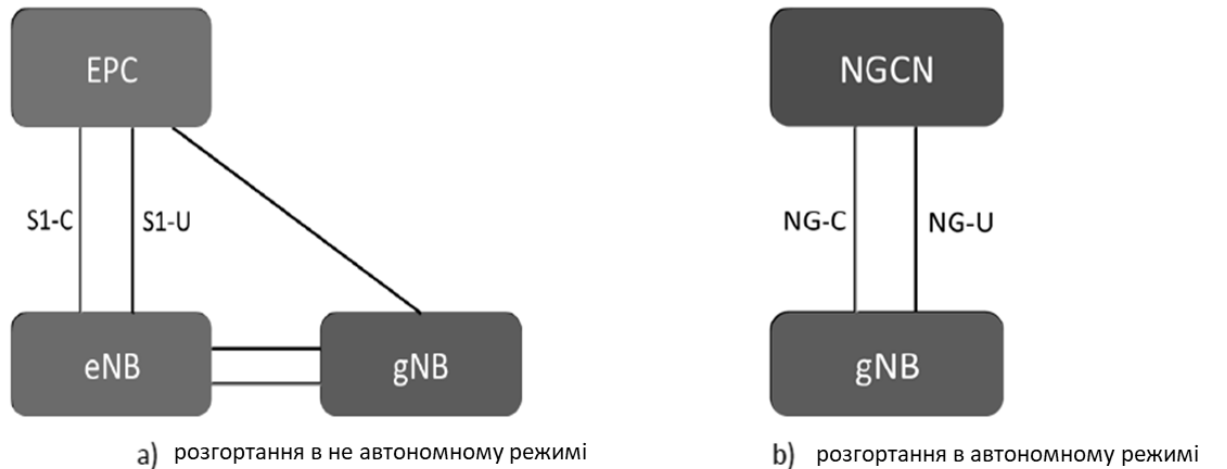 EPC
NGCN
S1-C
S1-U
NG-C
NG-U
eNB
gNB
gNB
a) розгортання в не автономному режимі
b) розгортання в автономному режимі